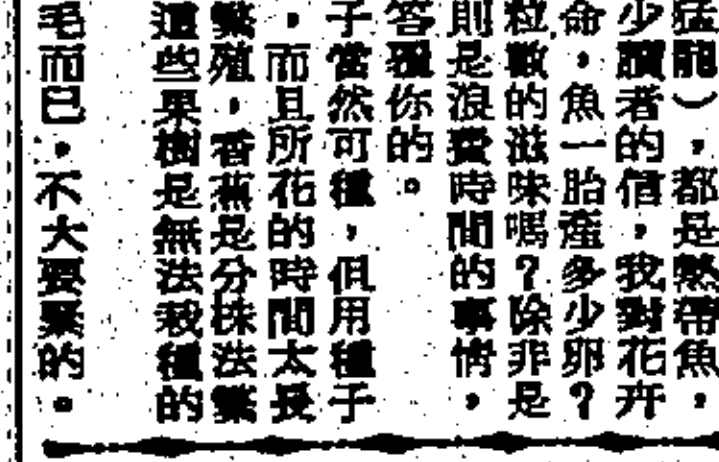 猛龍），都是熱帶魚，
少讀者的信，我對花卉
命，魚一胎產多少卵？
粒數的滋味嗎？除非是
則是浪費時間的事情，
答覆你的。
子當然可種，但用種子
，而且所花的時間太長
繁殖，香蕉是分株法繁
這些果樹是無法栽種的
毛而已，不大要緊的。